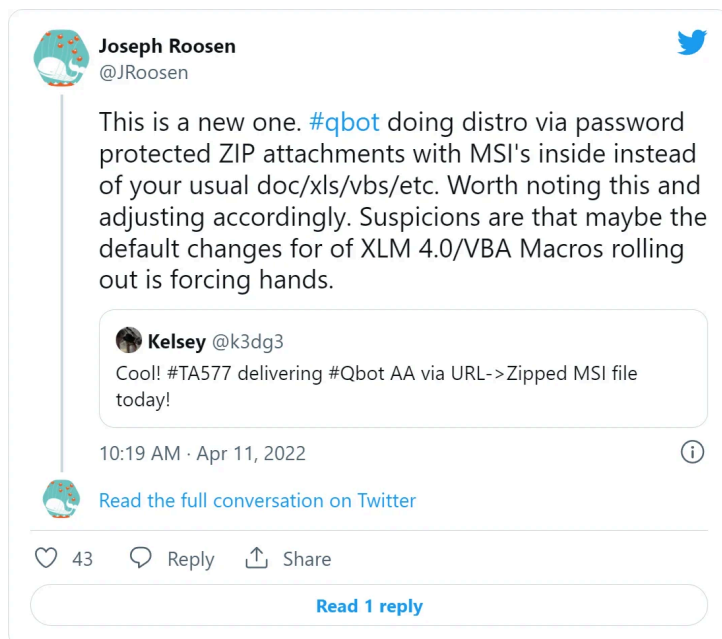 Joseph Roosen
@JRoosen
This is a new one. #qbot doing distro via password
protected ZIP attachments with MSI's inside instead
of your usual doc/xls/vbs/etc. Worth noting this and
adjusting accordingly. Suspicions are that maybe the
default changes for of XLM 4.0/VBA Macros rolling
out is forcing hands.
Kelsey @k3dg3
Cool! #TA577 delivering #Qbot AA via URL->Zipped MSI file
today!
10:19 AM · Apr 11, 2022
Read the full conversation on Twitter
43 Reply Share
Read 1 reply